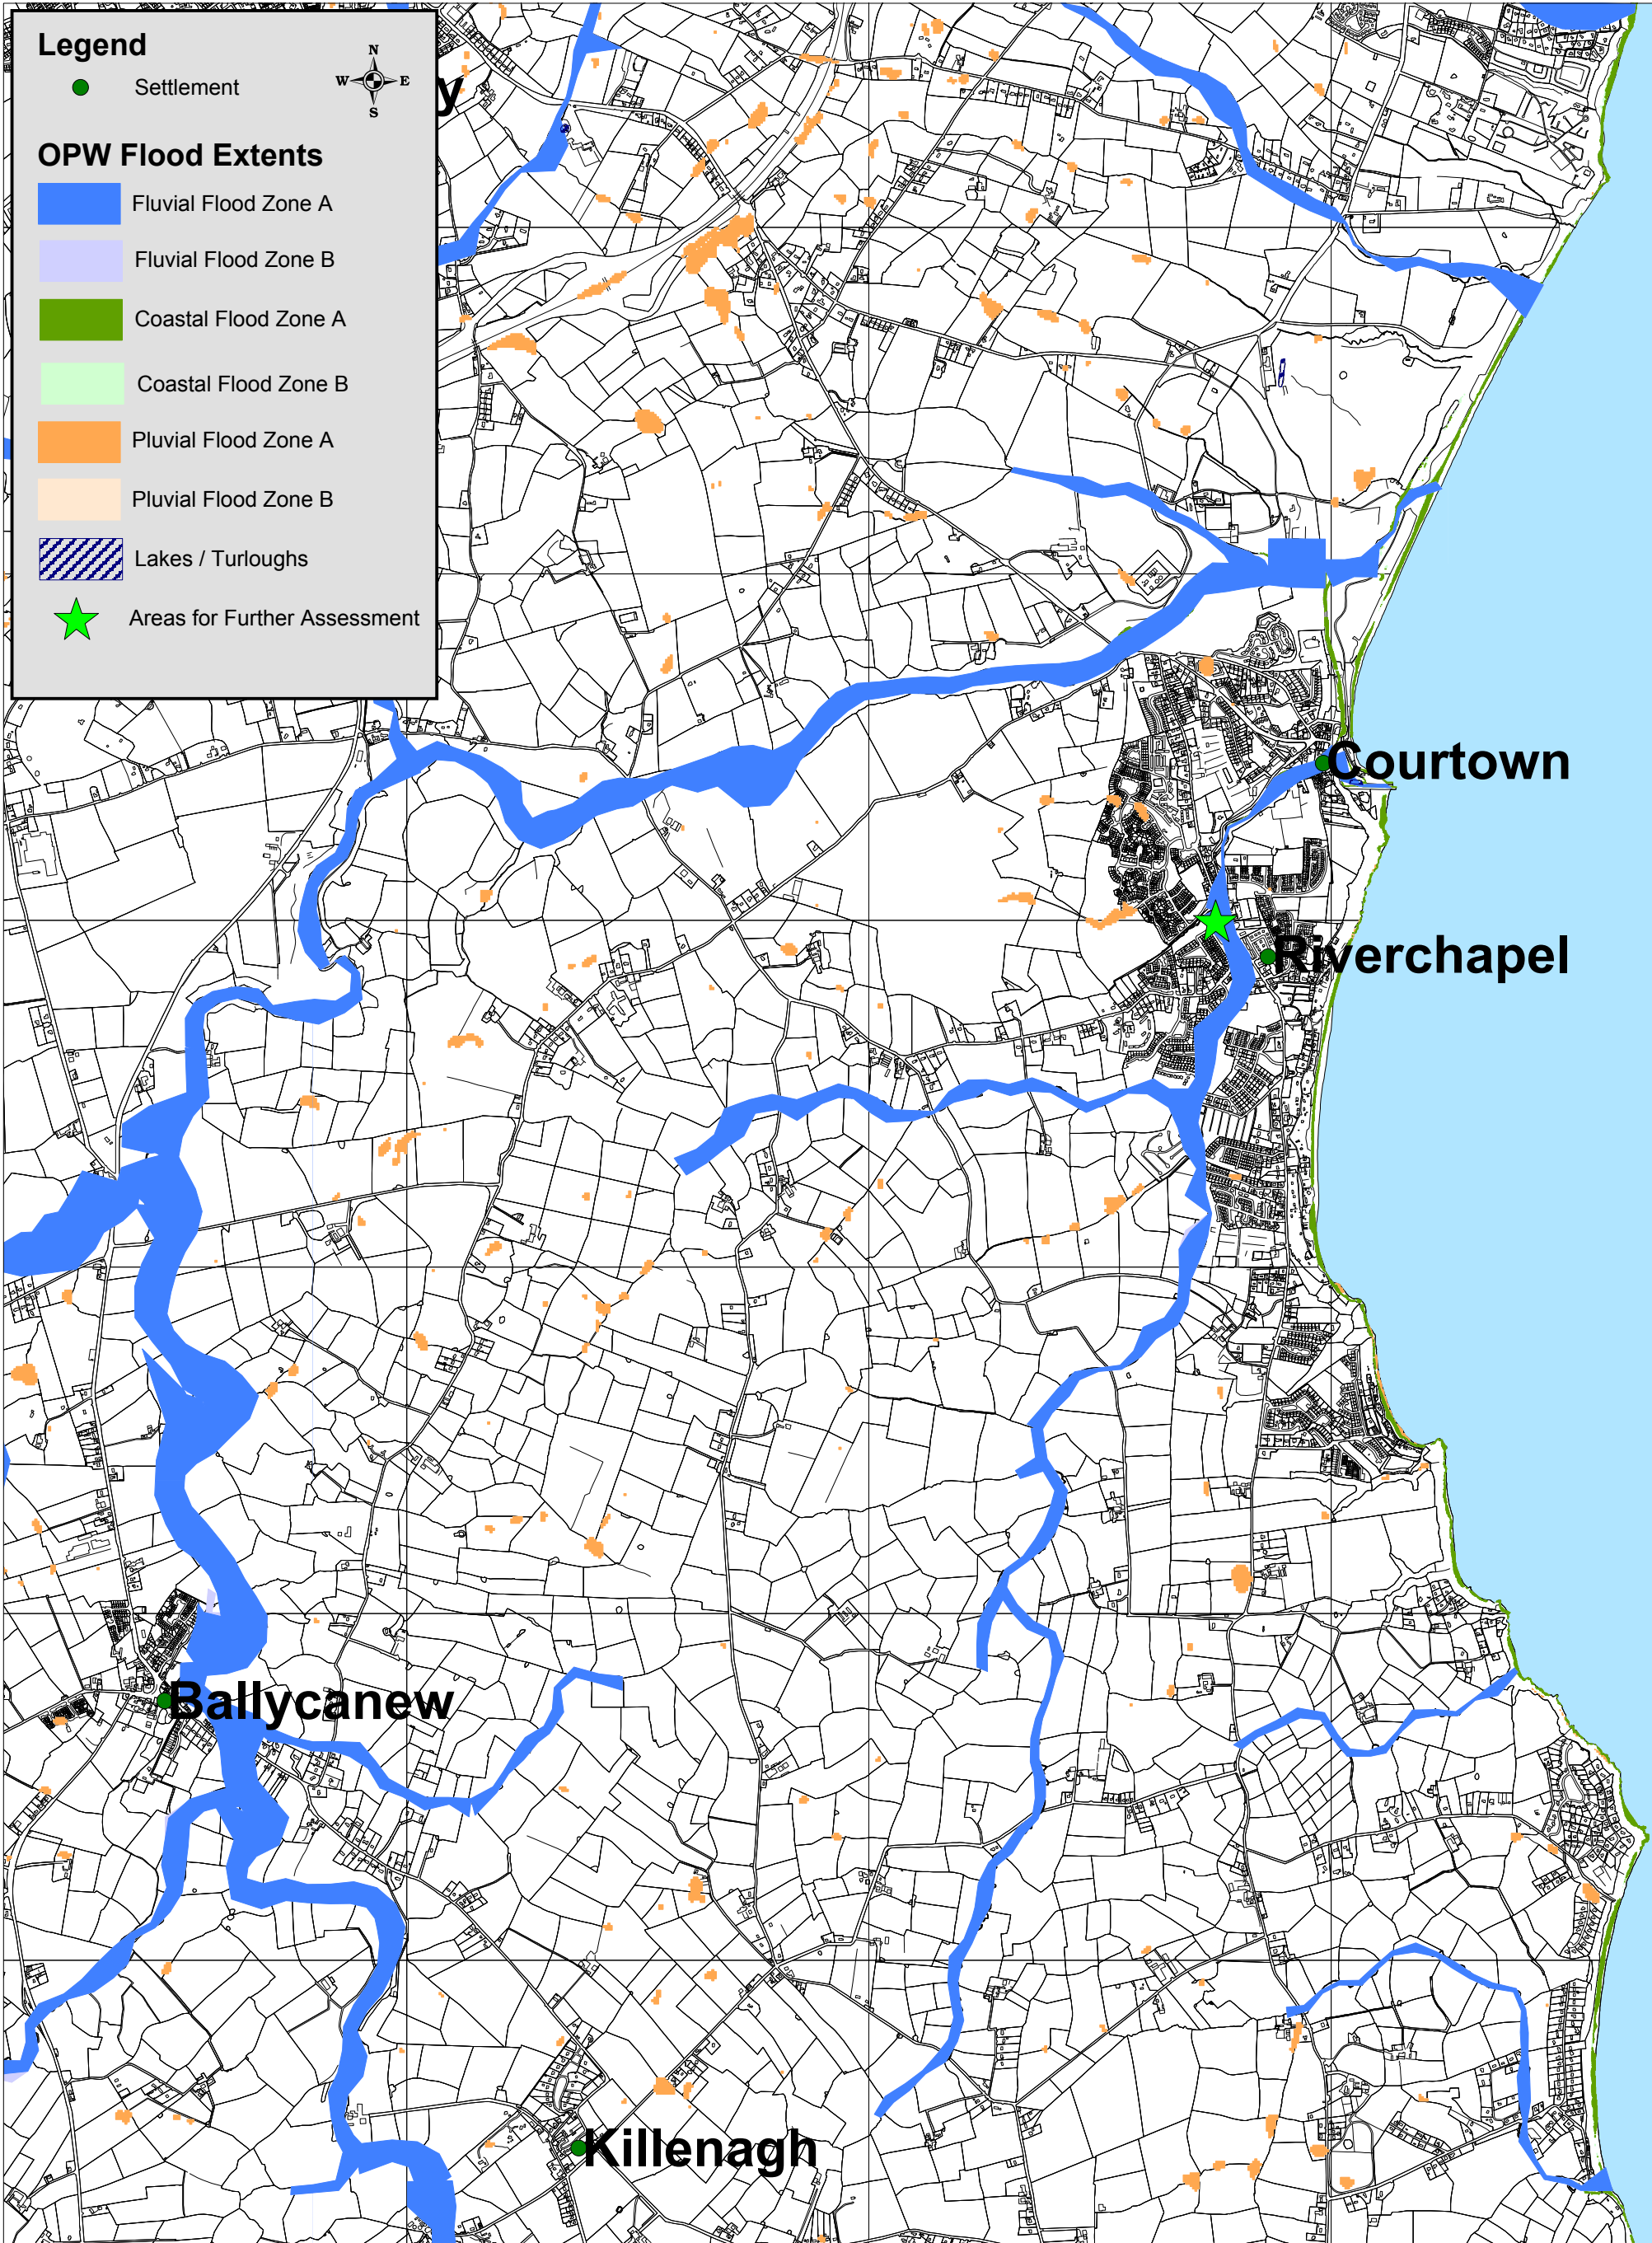 Legend
N
W E
S
Settlement
y
OPW Flood Extents
Fluvial Flood Zone A
Fluvial Flood Zone B
Coastal Flood Zone A
Coastal Flood Zone B
Pluvial Flood Zone A
Pluvial Flood Zone B
Lakes / Turloughs
Areas for Further Assessment
Courtown
Riverchapel
Ballycanew
Killenagh